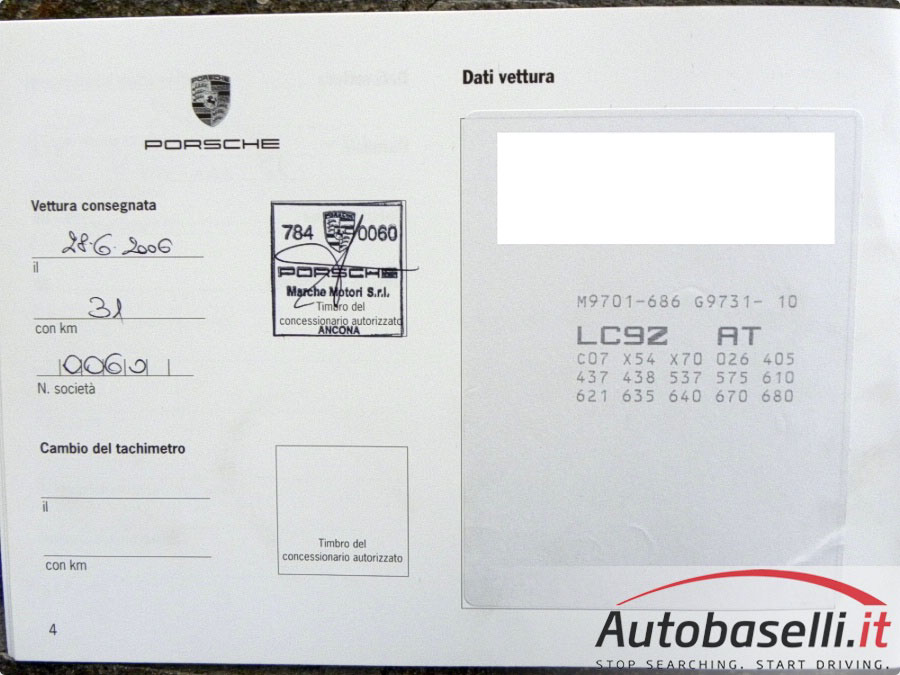 PORSCHE
PORSCHE
Vettura consegnata
28·6·2006
il
31
con km
0060
N. società
784 0060
PORSCHE
Marche Motori S.r.l.
Timbro del
concessionario autorizzato
ANCONA
Cambio del tachimetro
il
con km
Timbro del
concessionario autorizzato
4
Dati vettura
M9701-686 G9731- 10
LC9Z AT
C07 X54 X70 026 405
437 438 537 575 610
621 635 640 670 680
Autobaselli.it
STOP SEARCHING. START DRIVING.